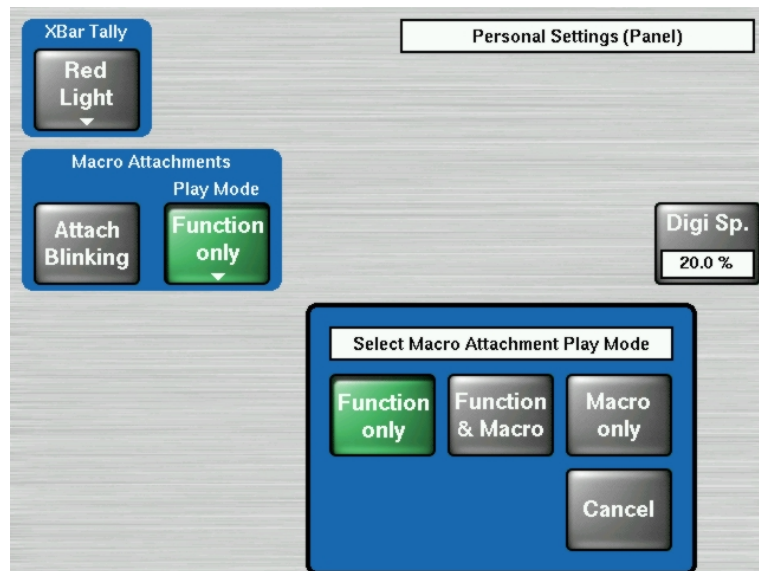 XBar Tally
Personal Settings (Panel)
Red
Light
Macro Attachments
Play Mode
Attach
Blinking
Function
only
Digi Sp.
20.0 %
Select Macro Attachment Play Mode
Function
only
Function
& Macro
Macro
only
Cancel